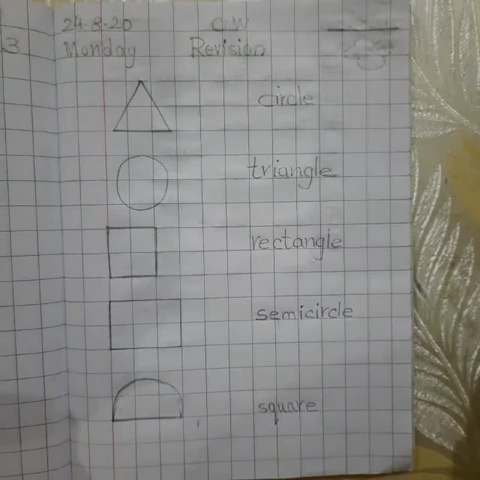 24-8-20 C.W
3 Monday Revision
circle
triangle
rectangle
semicircle
square